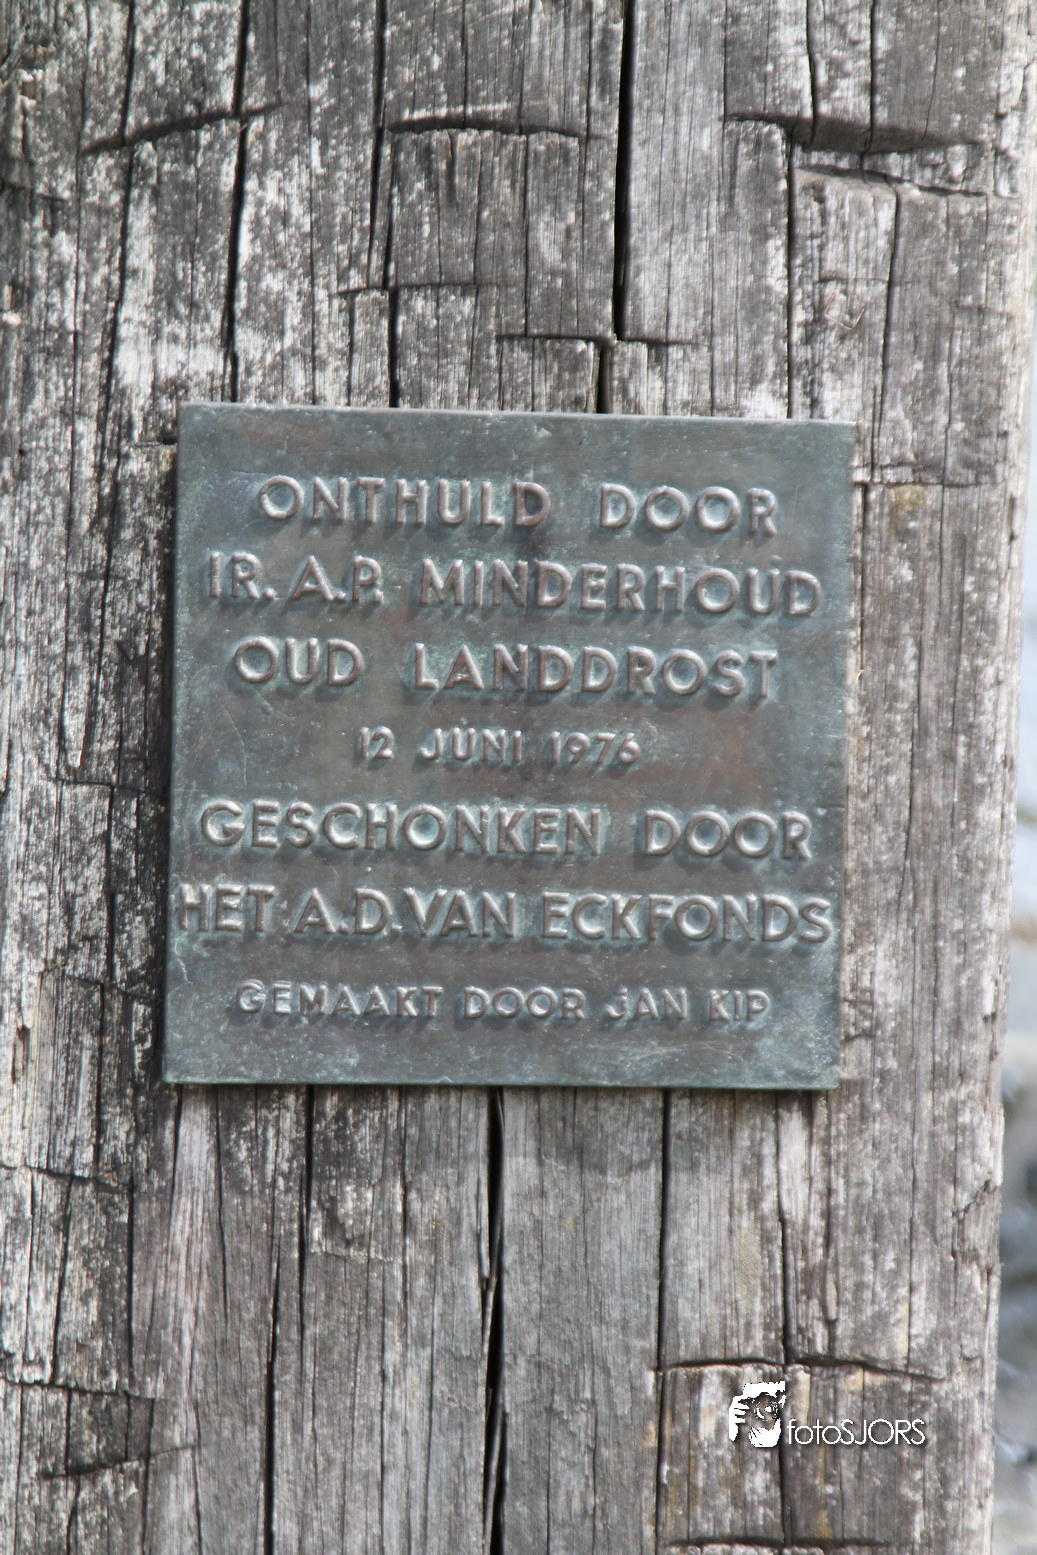 ONTHULD DOOR
IR. A.P. MINDERHOUD
OUD LANDDROST
12 JUNI 1976
GESCHONKEN DOOR
HET A.D. VAN ECKFONDS
GEMAAKT DOOR JAN KIP
fotoSJORS